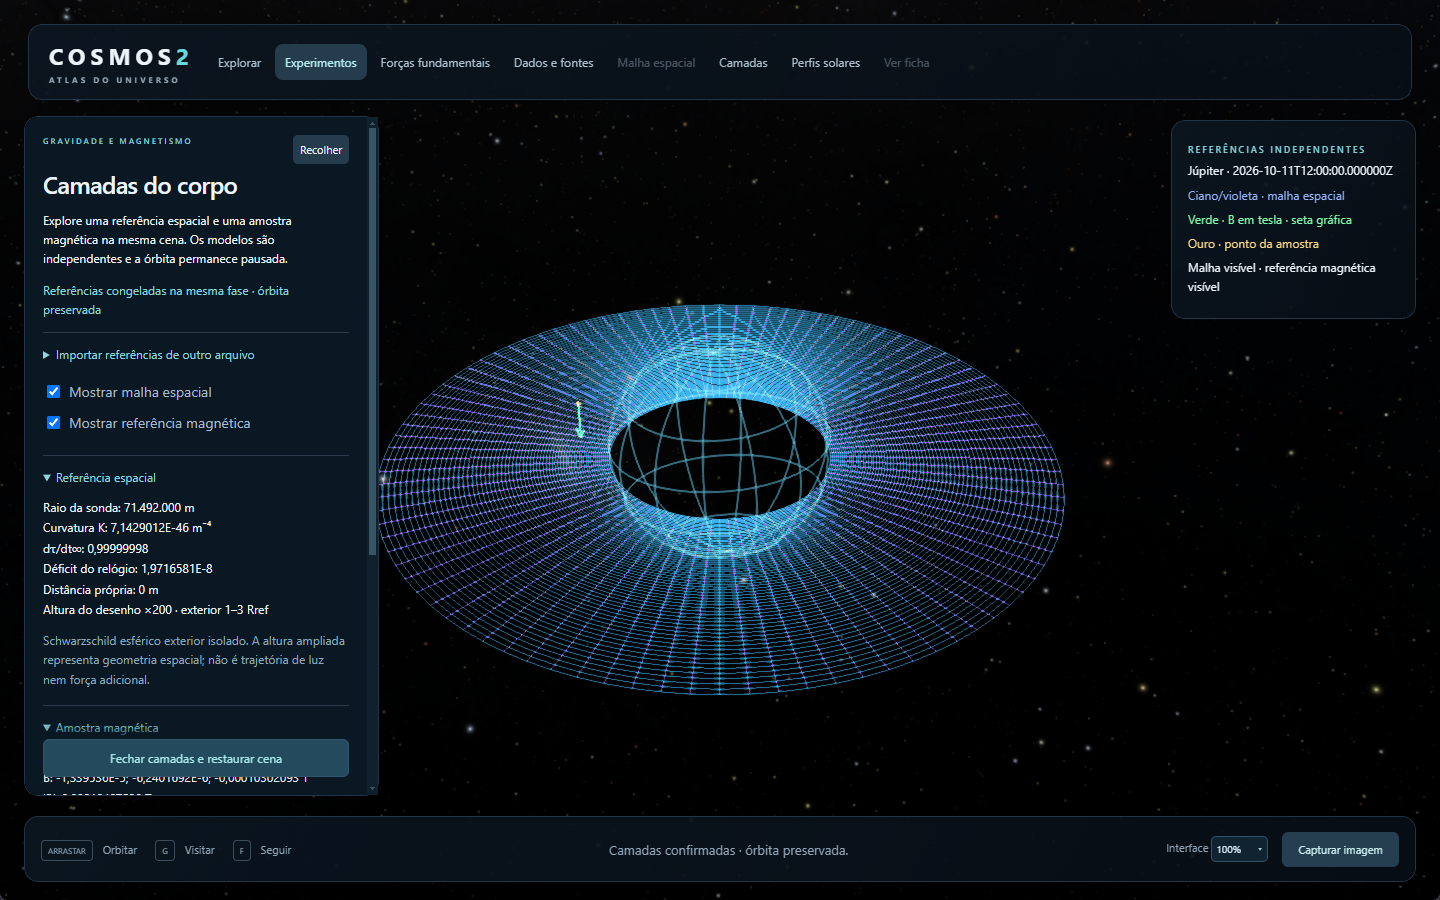 COSMOS2
ATLAS DO UNIVERSO
Explorar
Experimentos
Forças fundamentais
Dados e fontes
Malha espacial
Camadas
Perfis solares
Ver ficha
GRAVIDADE E MAGNETISMO
Recolher
Camadas do corpo
Explore uma referência espacial e uma amostra
magnética na mesma cena. Os modelos são
independentes e a órbita permanece pausada.
Referências congeladas na mesma fase · órbita
preservada
Importar referências de outro arquivo
Mostrar malha espacial
Mostrar referência magnética
Referência espacial
Raio da sonda: 71.492.000 m
Curvatura K: 7,1429012E-46 m⁻⁴
dτ/dt∞: 0,99999998
Déficit do relógio: 1,9716581E-8
Distância própria: 0 m
Altura do desenho ×200 · exterior 1–3 Rref
Schwarzschild esférico exterior isolado. A altura ampliada
representa geometria espacial; não é trajetória de luz
nem força adicional.
Amostra magnética
Fechar camadas e restaurar cena
REFERÊNCIAS INDEPENDENTES
Júpiter · 2026-10-11T12:00:00.000000Z
Ciano/violeta · malha espacial
Verde · B em tesla · seta gráfica
Ouro · ponto da amostra
Malha visível · referência magnética
visível
ARRASTAR
Orbitar
G
Visitar
F
Seguir
Camadas confirmadas · órbita preservada.
Interface
100%
Capturar imagem